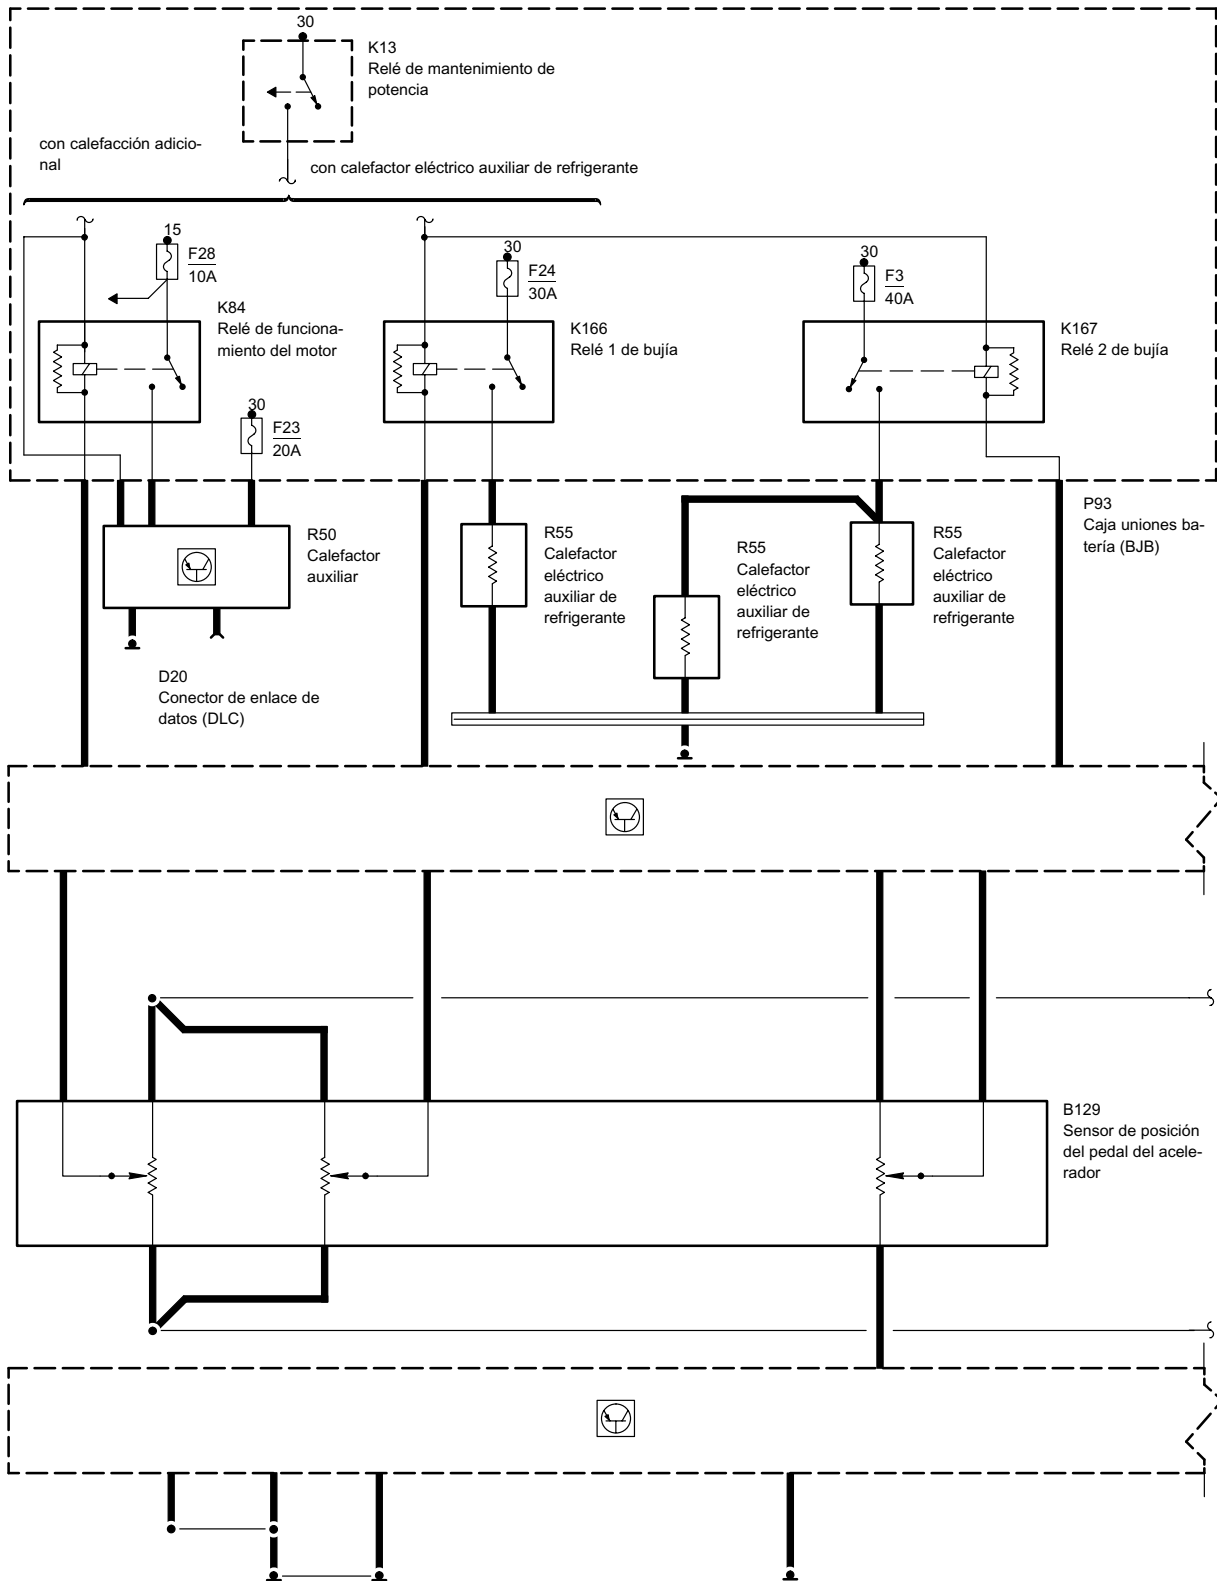 30
K13
Relé de mantenimiento de
potencia
con calefacción adicio-
nal
con calefactor eléctrico auxiliar de refrigerante
15
F28
10A
30
F24
30A
30
F3
40A
K84
Relé de funciona-
miento del motor
K166
Relé 1 de bujía
K167
Relé 2 de bujía
30
F23
20A
R50
Calefactor
auxiliar
R55
Calefactor
eléctrico
auxiliar de
refrigerante
R55
Calefactor
eléctrico
auxiliar de
refrigerante
R55
Calefactor
eléctrico
auxiliar de
refrigerante
P93
Caja uniones ba-
tería (BJB)
D20
Conector de enlace de
datos (DLC)
B129
Sensor de posición
del pedal del acele-
rador